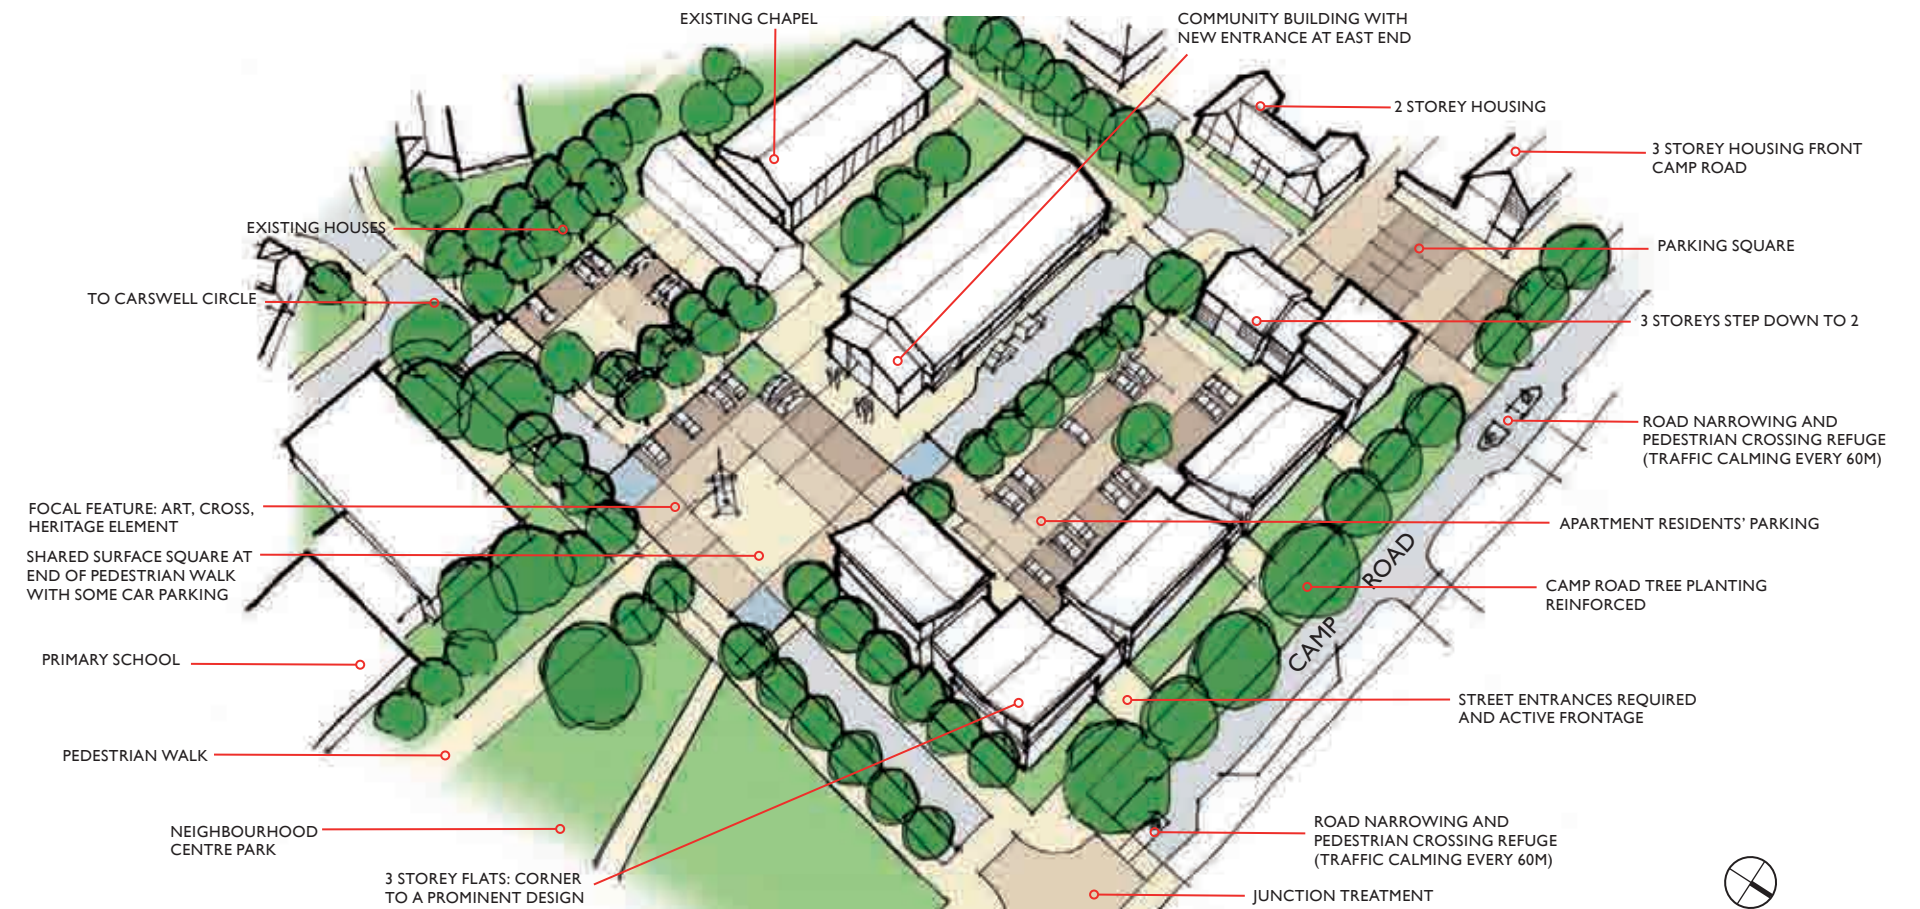 EXISTING CHAPEL
COMMUNITY BUILDING WITH
NEW ENTRANCE AT EAST END
2 STOREY HOUSING
3 STOREY HOUSING FRONT
CAMP ROAD
EXISTING HOUSES
PARKING SQUARE
TO CARSWELL CIRCLE
3 STOREYS STEP DOWN TO 2
ROAD NARROWING AND
PEDESTRIAN CROSSING REFUGE
(TRAFFIC CALMING EVERY 60M)
FOCAL FEATURE: ART, CROSS,
HERITAGE ELEMENT
APARTMENT RESIDENTS' PARKING
SHARED SURFACE SQUARE AT
END OF PEDESTRIAN WALK
WITH SOME CAR PARKING
CAMP ROAD
CAMP ROAD TREE PLANTING
REINFORCED
PRIMARY SCHOOL
STREET ENTRANCES REQUIRED
AND ACTIVE FRONTAGE
PEDESTRIAN WALK
NEIGHBOURHOOD
CENTRE PARK
ROAD NARROWING AND
PEDESTRIAN CROSSING REFUGE
(TRAFFIC CALMING EVERY 60M)
3 STOREY FLATS: CORNER
TO A PROMINENT DESIGN
JUNCTION TREATMENT